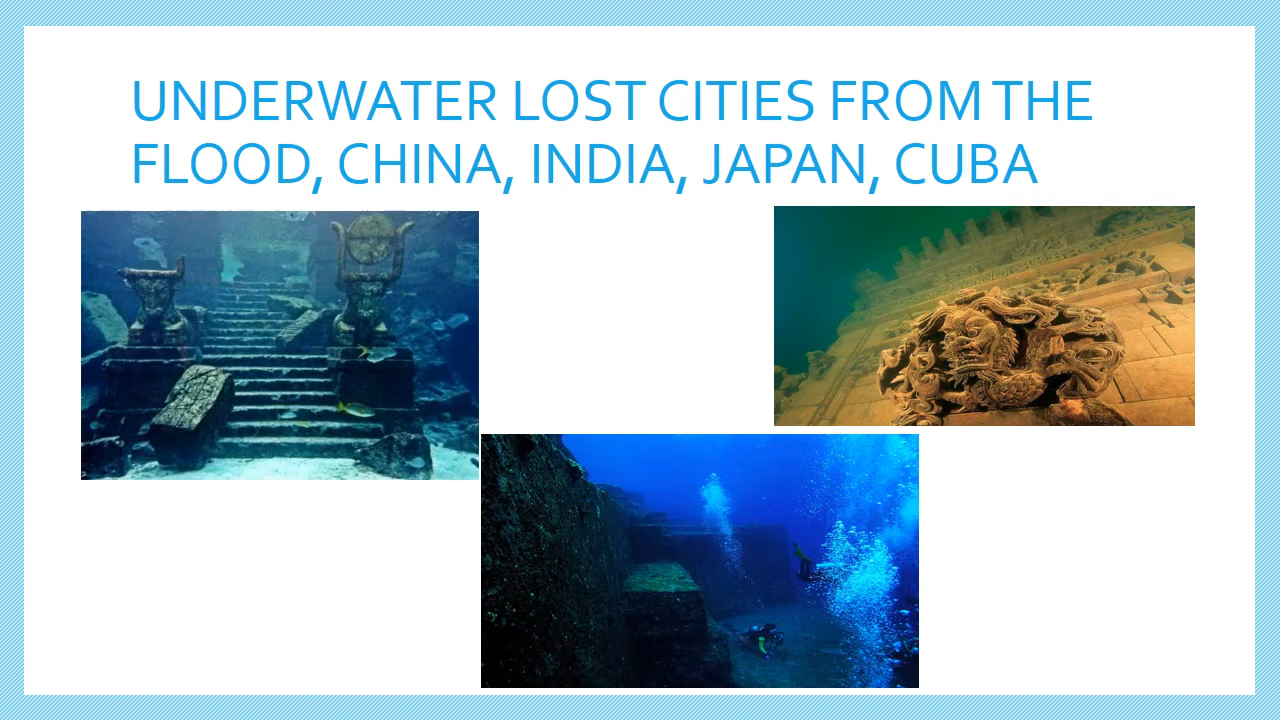 UNDERWATER LOST CITIES FROM THE
FLOOD, CHINA, INDIA, JAPAN, CUBA